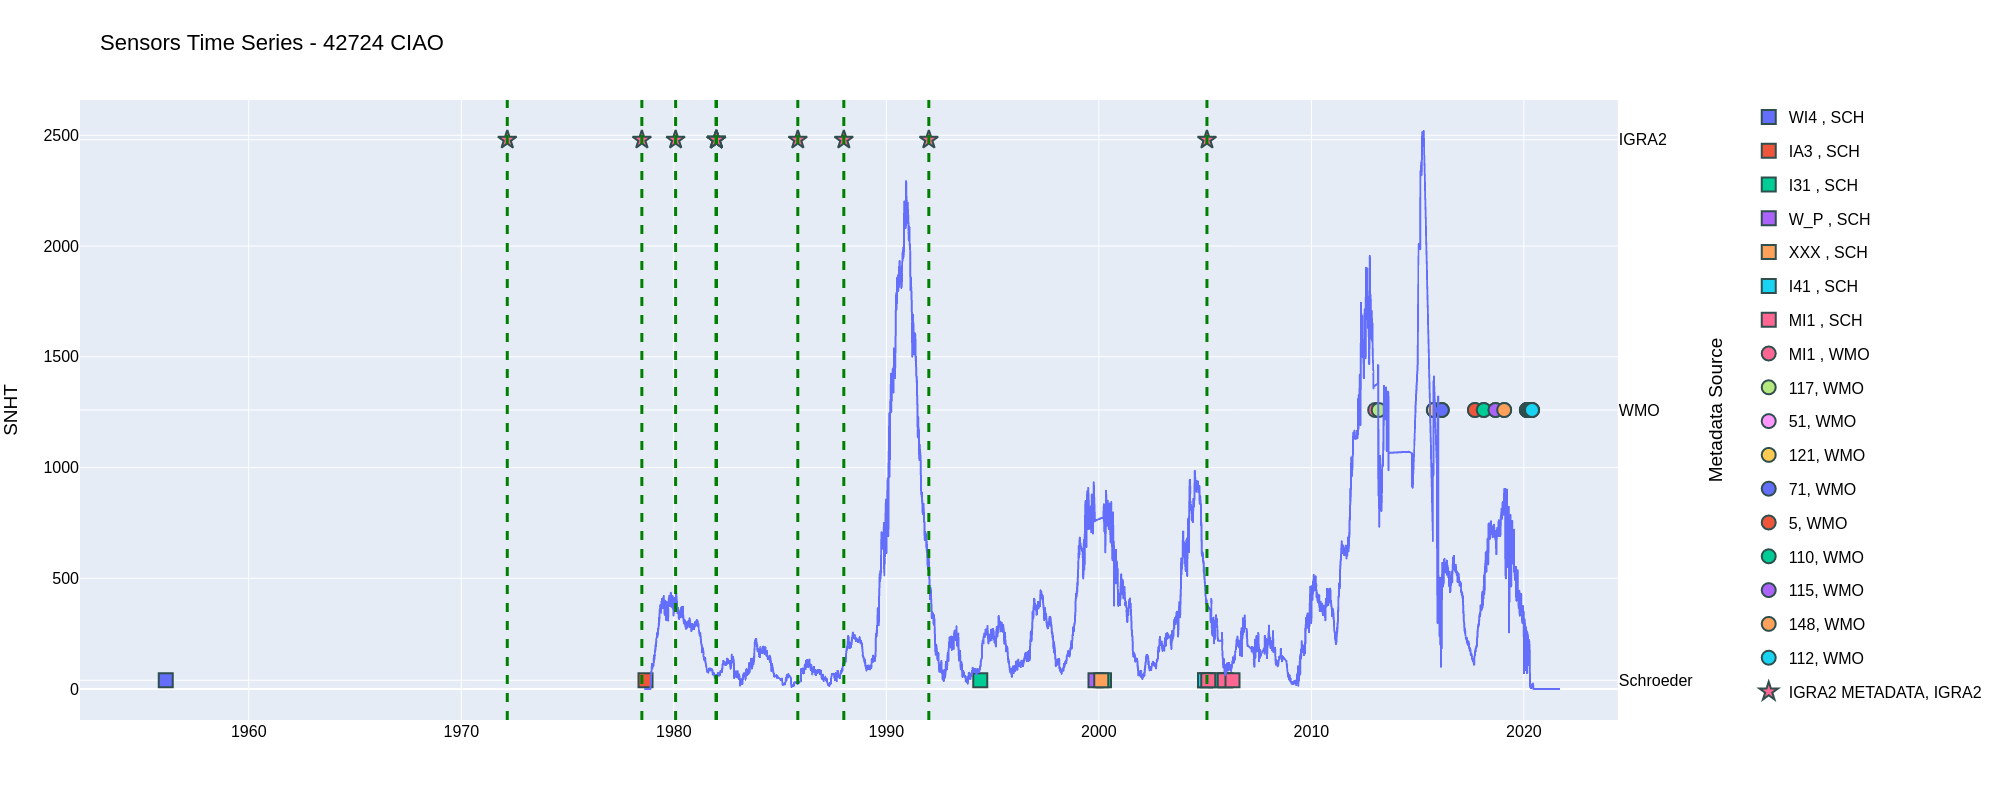 Sensors Time Series - 42724 CIAO
SNHT
2500
2000
1500
1000
500
0
1960
1970
1980
1990
2000
2010
2020
IGRA2
WMO
Schroeder
Metadata Source
WI4 , SCH
IA3 , SCH
I31 , SCH
W_P , SCH
XXX , SCH
I41 , SCH
MI1 , SCH
MI1 , WMO
117, WMO
51, WMO
121, WMO
71, WMO
5, WMO
110, WMO
115, WMO
148, WMO
112, WMO
IGRA2 METADATA, IGRA2